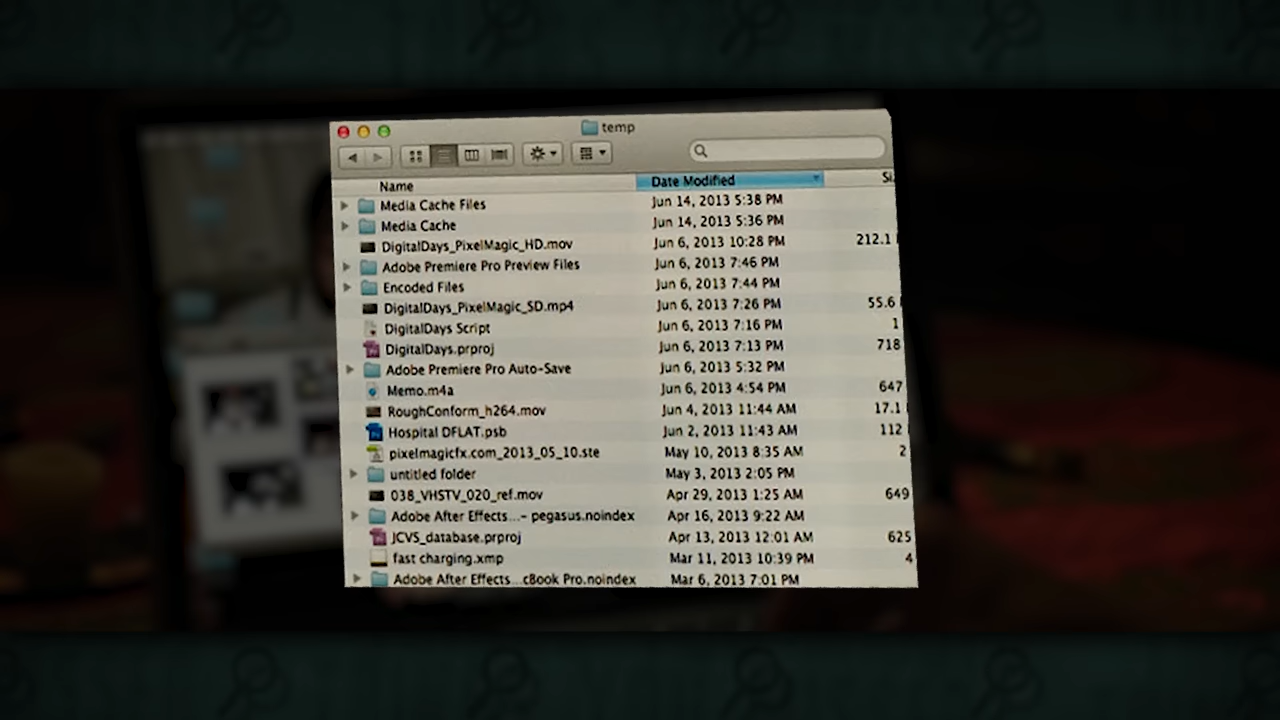 temp
Name Date Modified Si
Media Cache Files Jun 14, 2013 5:38 PM
Media Cache Jun 14, 2013 5:36 PM
DigitalDays_PixelMagic_HD.mov Jun 6, 2013 10:28 PM 212.1
Adobe Premiere Pro Preview Files Jun 6, 2013 7:46 PM
Encoded Files Jun 6, 2013 7:44 PM
DigitalDays_PixelMagic_SD.mp4 Jun 6, 2013 7:26 PM 55.6
DigitalDays Script Jun 6, 2013 7:16 PM 1
DigitalDays.prproj Jun 6, 2013 7:13 PM 718
Adobe Premiere Pro Auto-Save Jun 6, 2013 5:32 PM
Memo.m4a Jun 6, 2013 4:54 PM 647
RoughConform_h264.mov Jun 4, 2013 11:44 AM 17.1
Hospital DFLAT.psb Jun 2, 2013 11:43 AM 112
pixelmagicfx.com_2013_05_10.ste May 10, 2013 8:35 AM 2
untitled folder May 3, 2013 2:05 PM
038_VHSTV_020_ref.mov Apr 29, 2013 1:25 AM 649
Adobe After Effects...- pegasus.noindex Apr 16, 2013 9:22 AM
JCVS_database.prproj Apr 13, 2013 12:01 AM 625
fast charging.xmp Mar 11, 2013 10:39 PM 4
Adobe After Effects...cBook Pro.noindex Mar 6, 2013 7:01 PM